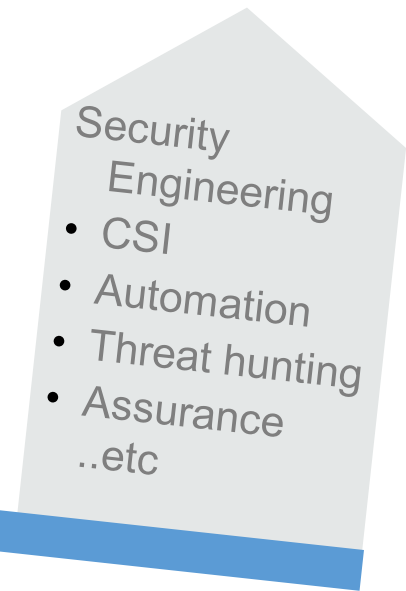 Security
Engineering
• CSI
• Automation
• Threat hunting
• Assurance
..etc